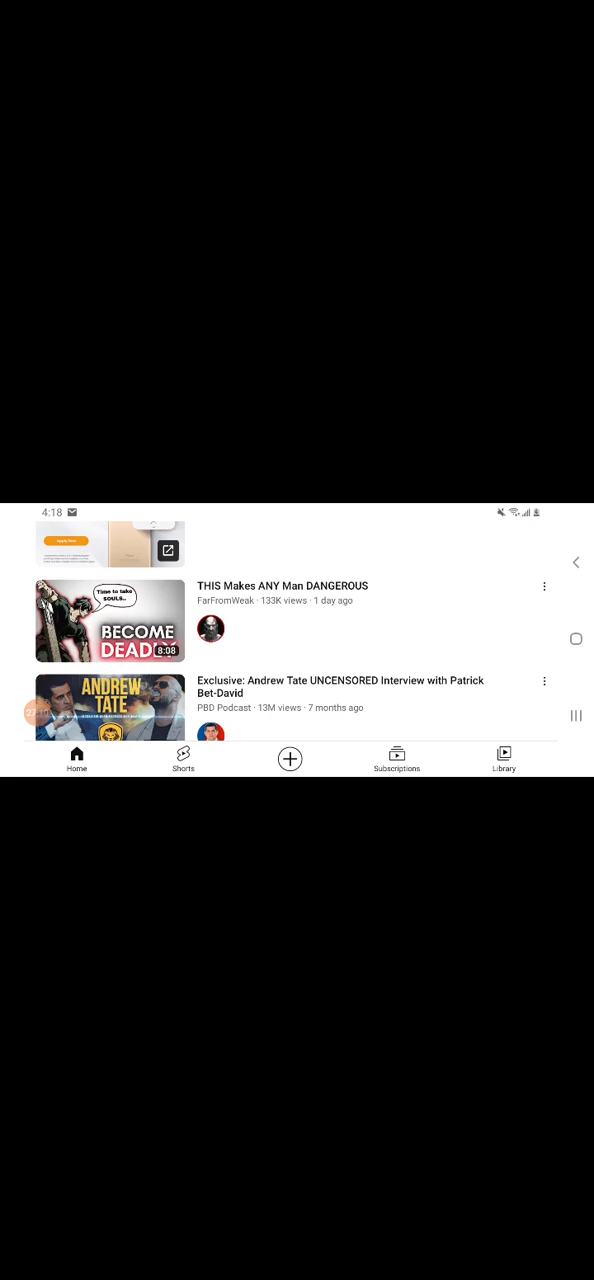 4:18
Apply Now
THIS Makes ANY Man DANGEROUS
FarFromWeak · 133K views · 1 day ago
Time to take
SOULS..
BECOME
DEADLY
8:08
Exclusive: Andrew Tate UNCENSORED Interview with Patrick
Bet-David
PBD Podcast · 13M views · 7 months ago
ANDREW
TATE
Home
Shorts
Subscriptions
Library